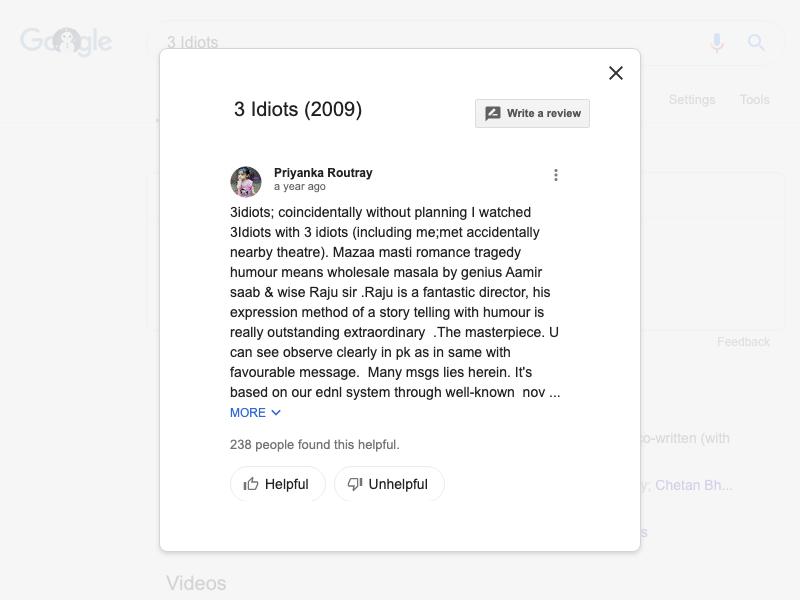 Google
3 Idiots
Settings
Tools
3 Idiots (2009)
Write a review
Priyanka Routray
a year ago
3idiots; coincidentally without planning I watched
3Idiots with 3 idiots (including me;met accidentally
nearby theatre). Mazaa masti romance tragedy
humour means wholesale masala by genius Aamir
saab & wise Raju sir .Raju is a fantastic director, his
expression method of a story telling with humour is
really outstanding extraordinary  .The masterpiece. U
can see observe clearly in pk as in same with
favourable message.  Many msgs lies herein. It's
based on our ednl system through well-known  nov ...
MORE
238 people found this helpful.
Helpful
Unhelpful
Feedback
co-written (with
y; Chetan Bh...
s
Videos